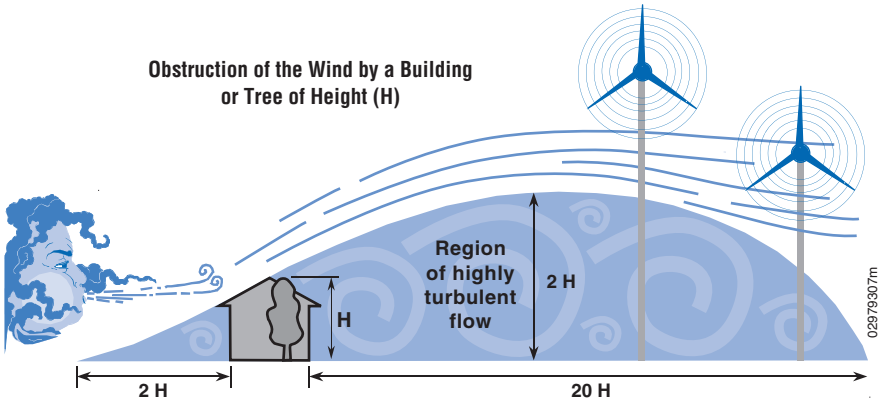 Obstruction of the Wind by a Building
or Tree of Height (H)
Region
of highly
turbulent
flow
2 H
H
2 H
20 H
02979307m